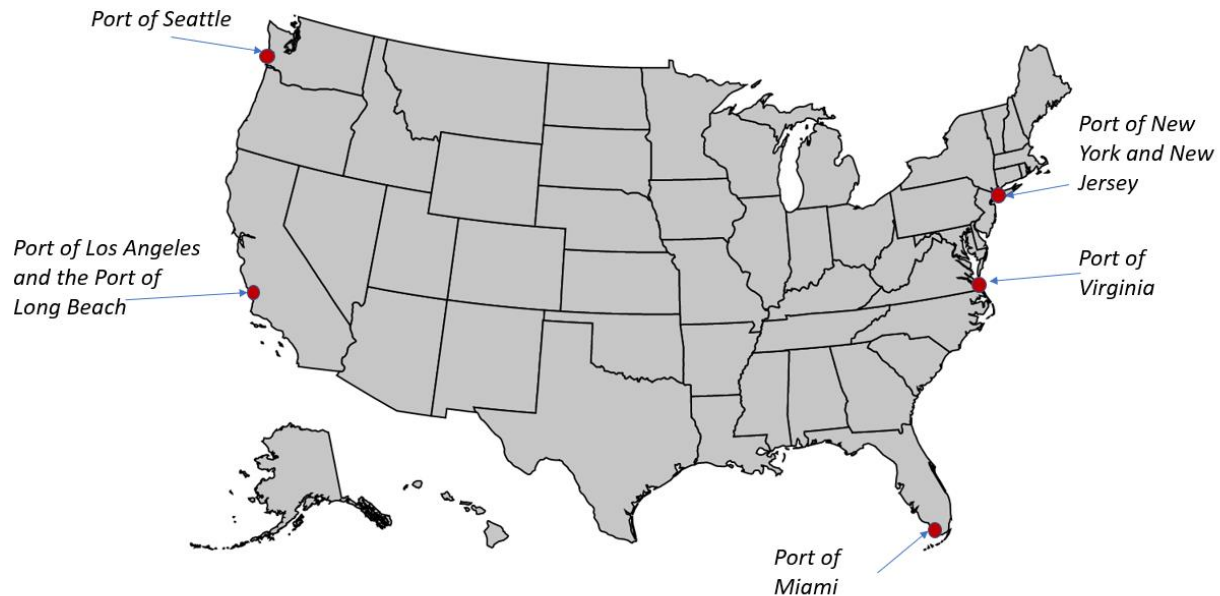 Port of Seattle
Port of New
York and New
Jersey
Port of Los Angeles
and the Port of
Long Beach
Port of
Virginia
Port of
Miami